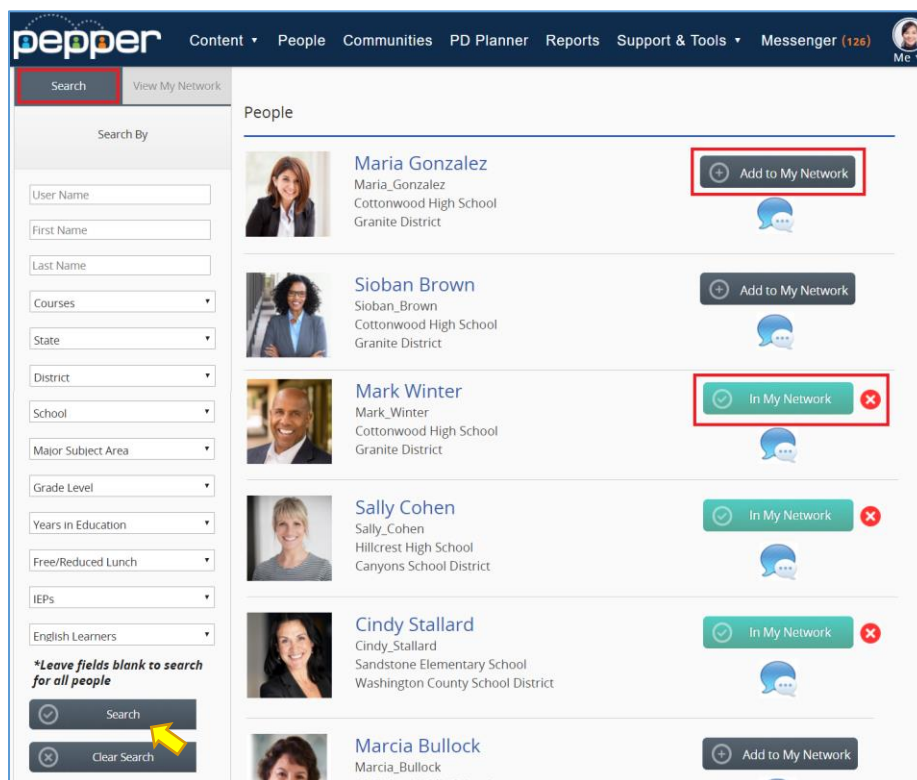 pepper
Content ▾ People Communities PD Planner Reports Support & Tools ▾ Messenger (126)
Me
Search View My Network
Search By
User Name
First Name
Last Name
Courses
State
District
School
Major Subject Area
Grade Level
Years in Education
Free/Reduced Lunch
IEPs
English Learners
*Leave fields blank to search
for all people
Search
Clear Search
People
Maria Gonzalez
Maria_Gonzalez
Cottonwood High School
Granite District
Add to My Network
Sioban Brown
Sioban_Brown
Cottonwood High School
Granite District
Add to My Network
Mark Winter
Mark_Winter
Cottonwood High School
Granite District
In My Network
Sally Cohen
Sally_Cohen
Hillcrest High School
Canyons School District
In My Network
Cindy Stallard
Cindy_Stallard
Sandstone Elementary School
Washington County School District
In My Network
Marcia Bullock
Marcia_Bullock
Add to My Network